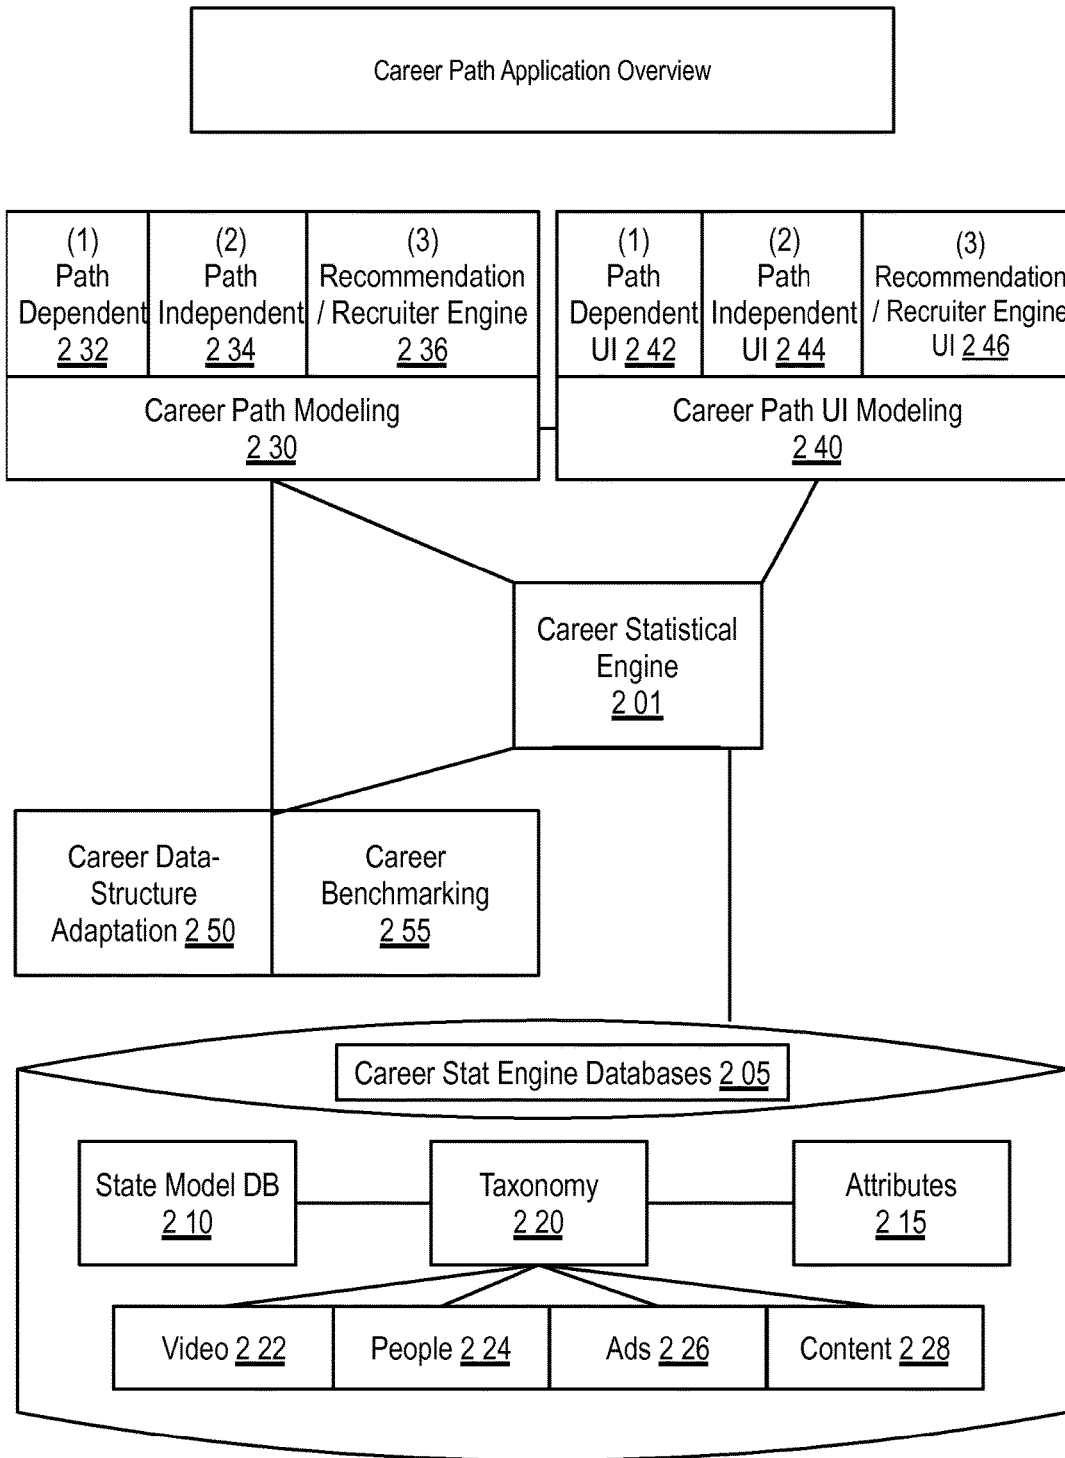 Career Path Application Overview
(1)
Path
Dependent
2 32
(2)
Path
Independent
2 34
(3)
Recommendation
/ Recruiter Engine
2 36
(1)
Path
Dependent
UI 2 42
(2)
Path
Independent
UI 2 44
(3)
Recommendation
/ Recruiter Engine
UI 2 46
Career Path Modeling
2 30
Career Path UI Modeling
2 40
Career Statistical
Engine
2 01
Career Data-
Structure
Adaptation 2 50
Career
Benchmarking
2 55
Career Stat Engine Databases 2 05
State Model DB
2 10
Taxonomy
2 20
Attributes
2 15
Video 2 22
People 2 24
Ads 2 26
Content 2 28